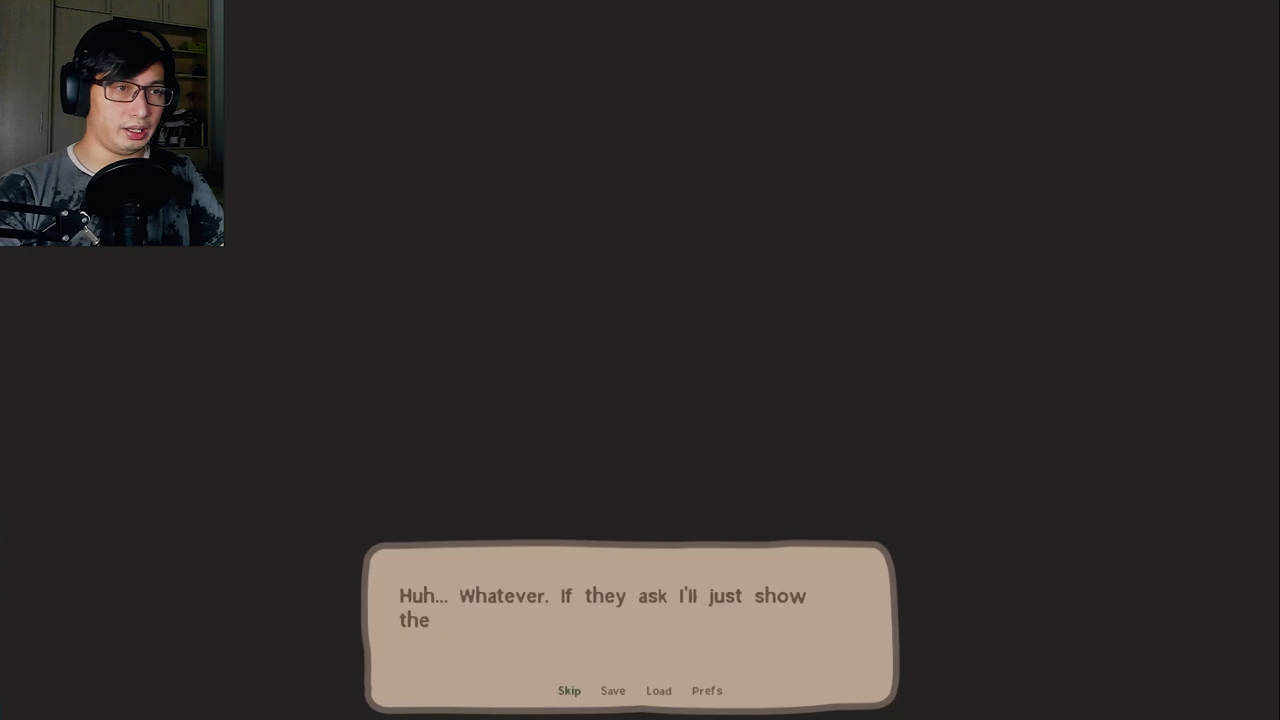 Huh... Whatever. If they ask I'll just show
the
Skip Save Load Prefs